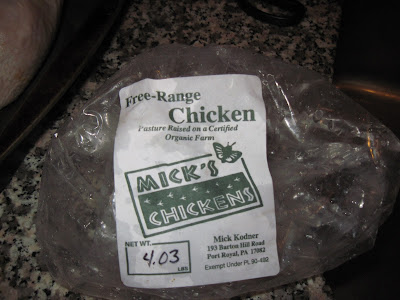 Free-Range
Chicken
Pasture Raised on a Certified
Organic Farm
MICK'S
CHICKENS
Mick Kodner
193 Barton Hill Road
Port Royal, PA 17082
NET WT.
4.03
LBS
Exempt Under PL 90-492